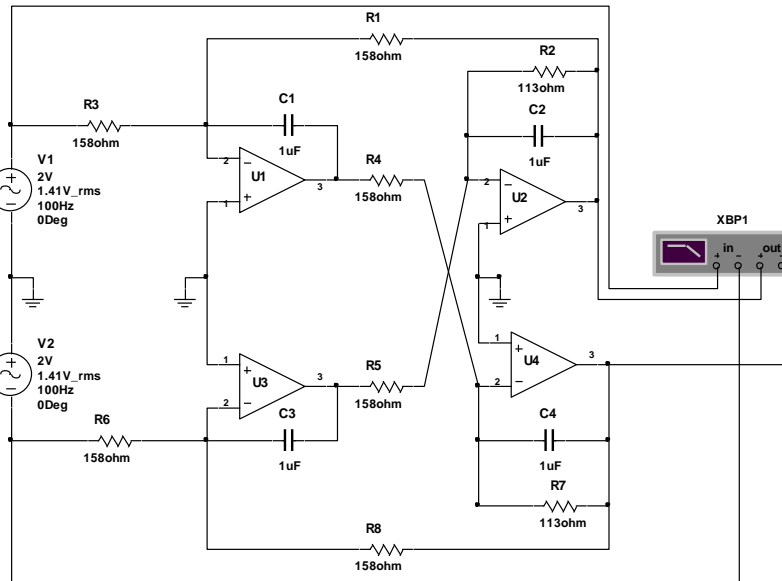 R1
158ohm
R2
113ohm
C2
1uF
R3
158ohm
C1
1uF
2
U1
3
1
R4
158ohm
2
U2
3
1
V1
2V
1.41V_rms
100Hz
0Deg
XBP1
in
out
V2
2V
1.41V_rms
100Hz
0Deg
1
U3
3
2
R5
158ohm
1
U4
3
2
R6
158ohm
C3
1uF
C4
1uF
R7
113ohm
R8
158ohm